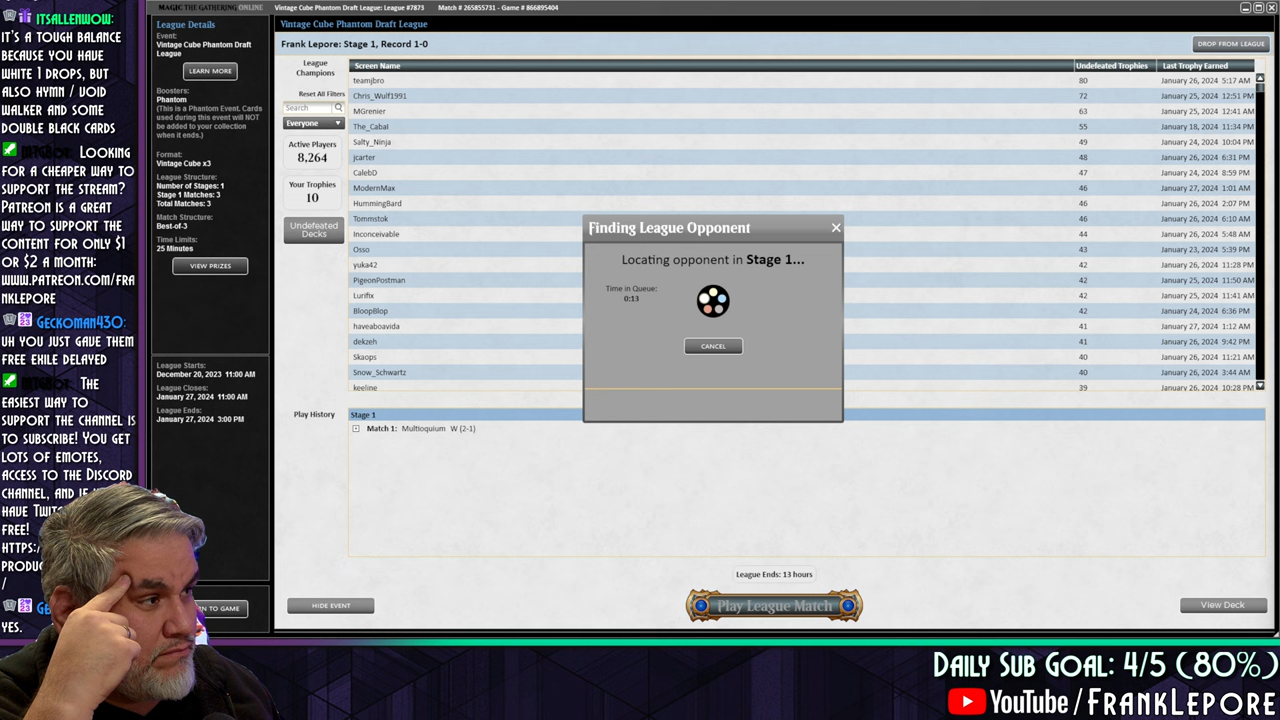 ItsAllenWow:
It's a tough balance
because you have
white 1 drops, but
also Hymn / Void
Walker and some
double black cards
Looking
for a cheaper way to
support the stream?
Patreon is a great
way to support the
content for only $1
or $2 a month:
www.patreon.com/fra
nklepore
Geckoman430:
uh you just gave them
free exile delayed
The
easiest way to
support the channel is
to subscribe! You get
lots of emotes,
access to the Discord
channel, and if
have Twit
free!
https:/
produc
/
Ge
yes.
MAGIC THE GATHERING ONLINE
Vintage Cube Phantom Draft League: League #7873
Match # 265855731 - Game # 866895404
League Details
Event:
Vintage Cube Phantom Draft
League
LEARN MORE
Boosters:
Phantom
(This is a Phantom Event. Cards
used during this event will NOT
be added to your collection
when it ends.)
Format:
Vintage Cube x3
League Structure:
Number of Stages: 1
Stage 1 Matches: 3
Total Matches: 3
Match Structure:
Best-of-3
Time Limits:
25 Minutes
VIEW PRIZES
League Starts:
December 20, 2023 11:00 AM
League Closes:
January 27, 2024 11:00 AM
League Ends:
January 27, 2024 3:00 PM
N TO GAME
Vintage Cube Phantom Draft League
Frank Lepore: Stage 1, Record 1-0
DROP FROM LEAGUE
League
Champions
Reset All Filters
Search
Everyone
Active Players
8,264
Your Trophies
10
Undefeated
Decks
Screen Name Undefeated Trophies Last Trophy Earned
teamjbro 80 January 26, 2024 5:17 AM
Chris_Wulf1991 72 January 25, 2024 12:51 PM
MGrenier 63 January 25, 2024 12:41 AM
The_Cabal 55 January 18, 2024 11:34 PM
Salty_Ninja 49 January 24, 2024 10:04 PM
jcarter 48 January 26, 2024 6:31 PM
CalebD 47 January 24, 2024 8:59 PM
ModernMax 46 January 27, 2024 1:01 AM
HummingBard 46 January 26, 2024 2:07 PM
Tommstok 46 January 26, 2024 6:10 AM
Inconceivable 44 January 26, 2024 5:48 AM
Osso 43 January 23, 2024 5:39 PM
yuka42 42 January 26, 2024 11:28 PM
PigeonPostman 42 January 25, 2024 11:50 AM
Lurifix 42 January 25, 2024 11:41 AM
BloopBlop 42 January 24, 2024 6:36 PM
haveaboavida 41 January 27, 2024 1:12 AM
dekzeh 41 January 26, 2024 9:42 PM
Skaops 40 January 26, 2024 11:21 AM
Snow_Schwartz 40 January 26, 2024 3:44 AM
keeline 39 January 26, 2024 10:28 PM
Finding League Opponent
Locating opponent in Stage 1...
Time in Queue:
0:13
CANCEL
Play History
Stage 1
Match 1: Multioquium W (2-1)
League Ends: 13 hours
HIDE EVENT
Play League Match
View Deck
Daily Sub Goal: 4/5 (80%)
YouTube/FrankLepore